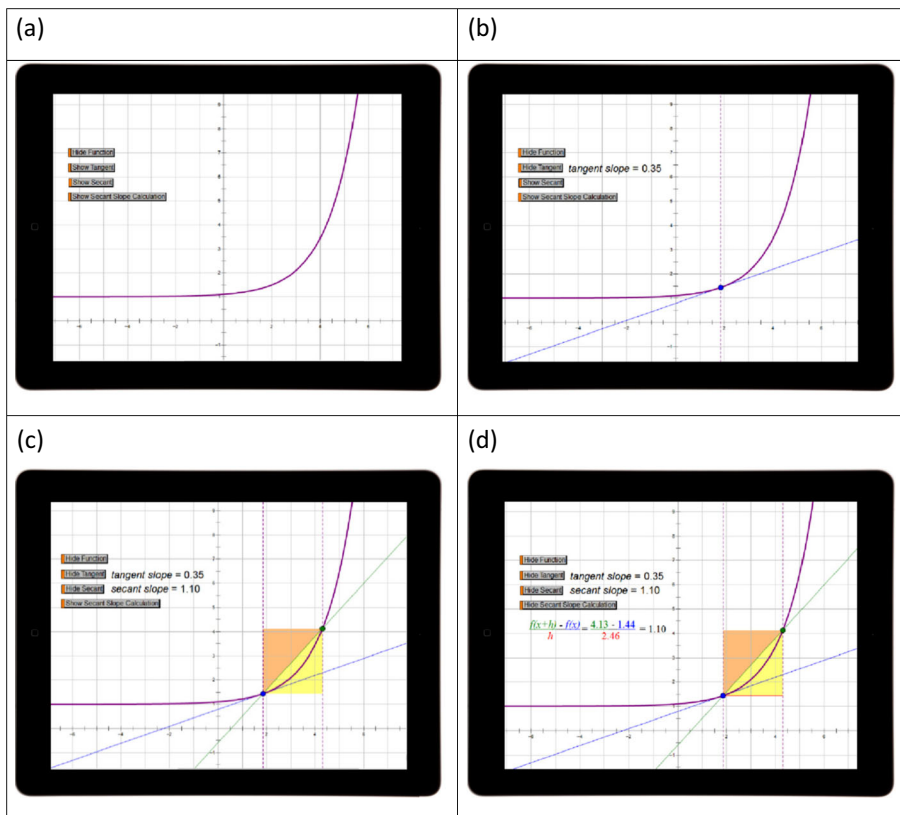 (a)
(b)
Hide Function
Show Tangent
Show Secant
Show Secant Slope Calculation
Hide Function
Hide Tangent tangent slope = 0.35
Show Secant
Show Secant Slope Calculation
(c)
(d)
Hide Function
Hide Tangent tangent slope = 0.35
Hide Secant secant slope = 1.10
Show Secant Slope Calculation
Hide Function
Hide Tangent tangent slope = 0.35
Hide Secant secant slope = 1.10
Hide Secant Slope Calculation
f(x+h) - f(x) = 4.13 - 1.44 = 1.10
h 2.46